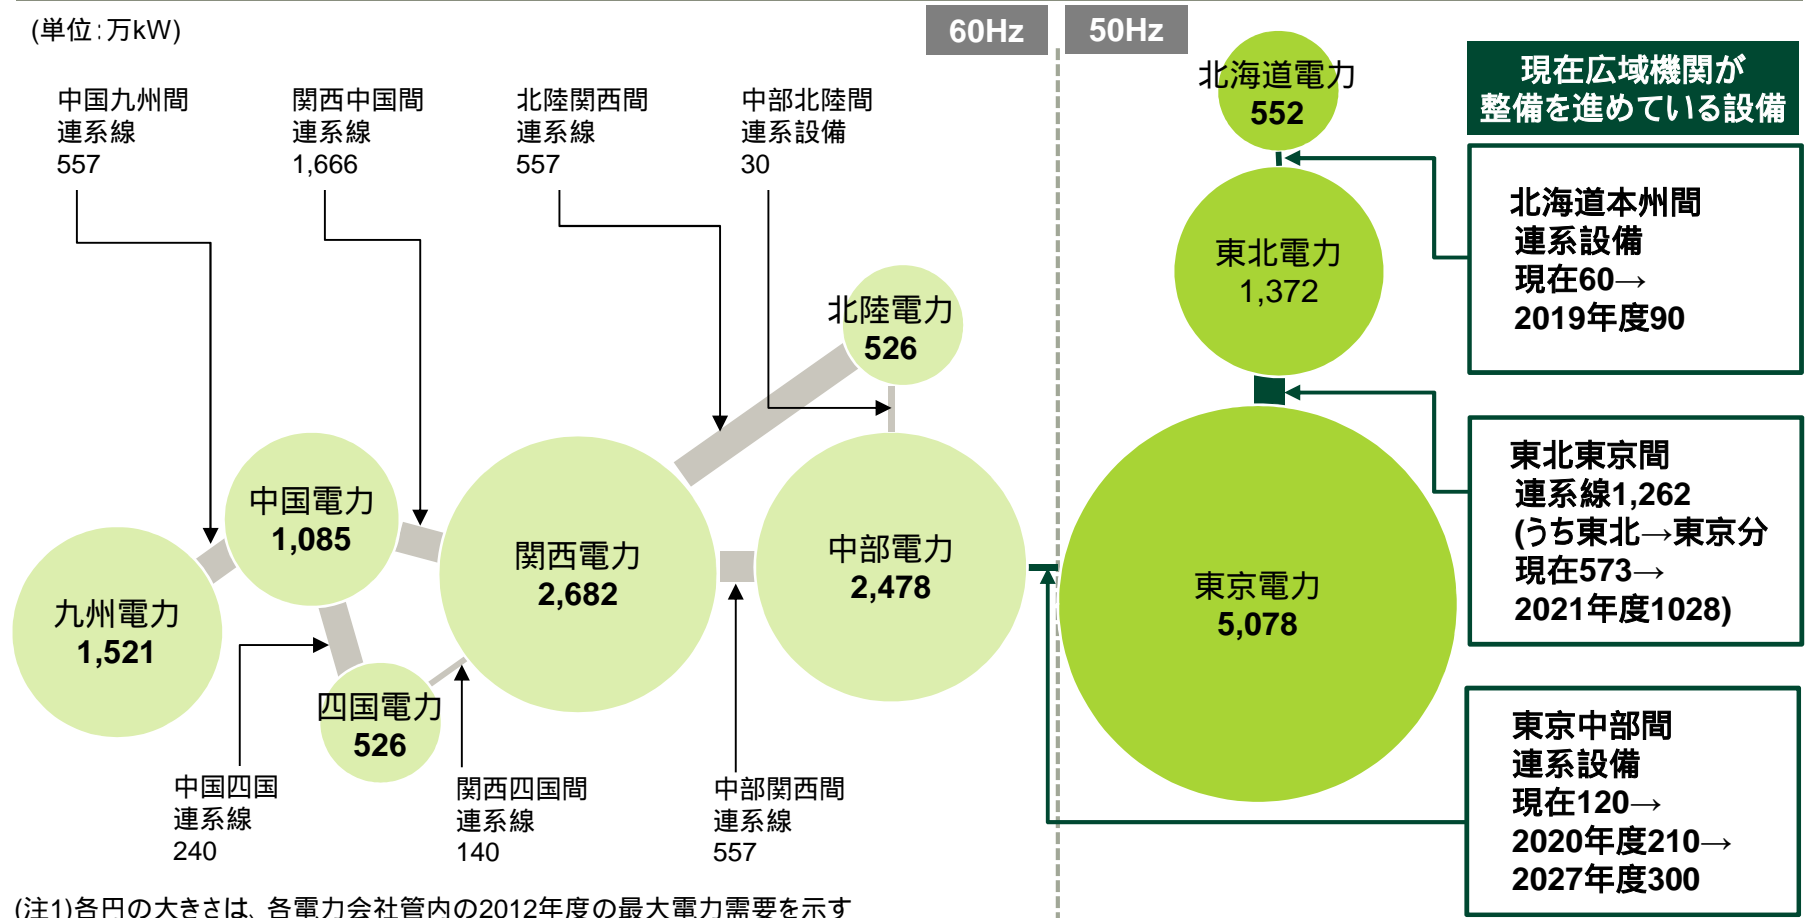 (単位：万kW)
60Hz
50Hz
中国九州間
連系線
557
関西中国間
連系線
1,666
北陸関西間
連系線
557
中部北陸間
連系設備
30
北海道電力
552
東北電力
1,372
北陸電力
526
中国電力
1,085
九州電力
1,521
四国電力
526
関西電力
2,682
中部電力
2,478
東京電力
5,078
中国四国
連系線
240
関西四国間
連系線
140
中部関西間
連系線
557
現在広域機関が
整備を進めている設備
北海道本州間
連系設備
現在60→
2019年度90
東北東京間
連系線1,262
(うち東北→東京分
現在573→
2021年度1028)
東京中部間
連系設備
現在120→
2020年度210→
2027年度300
(注1)各円の大きさは、各電力会社管内の2012年度の最大電力需要を示す